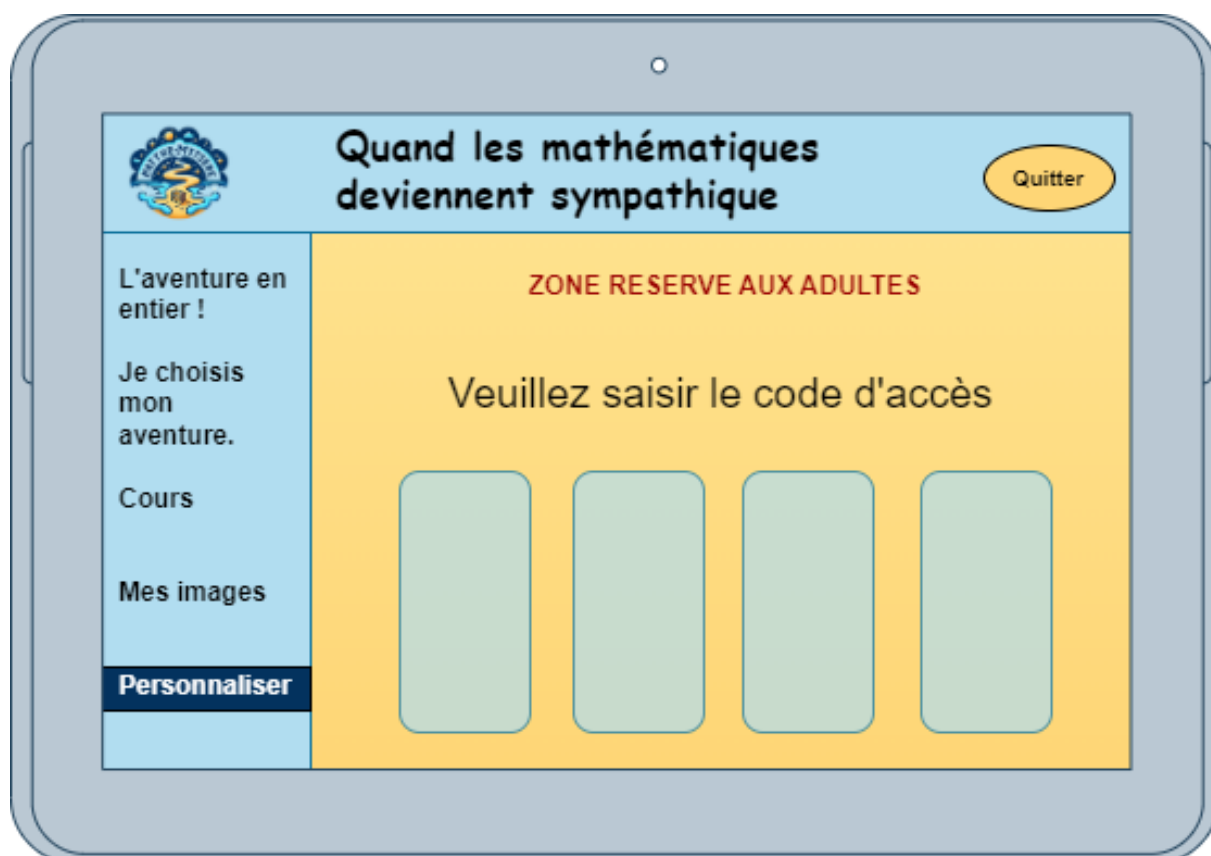 Quand les mathématiques
deviennent sympathique
Quitter
L'aventure en
entier !
Je choisis
mon
aventure.
Cours
Mes images
Personnaliser
ZONE RESERVE AUX ADULTES
Veuillez saisir le code d'accès